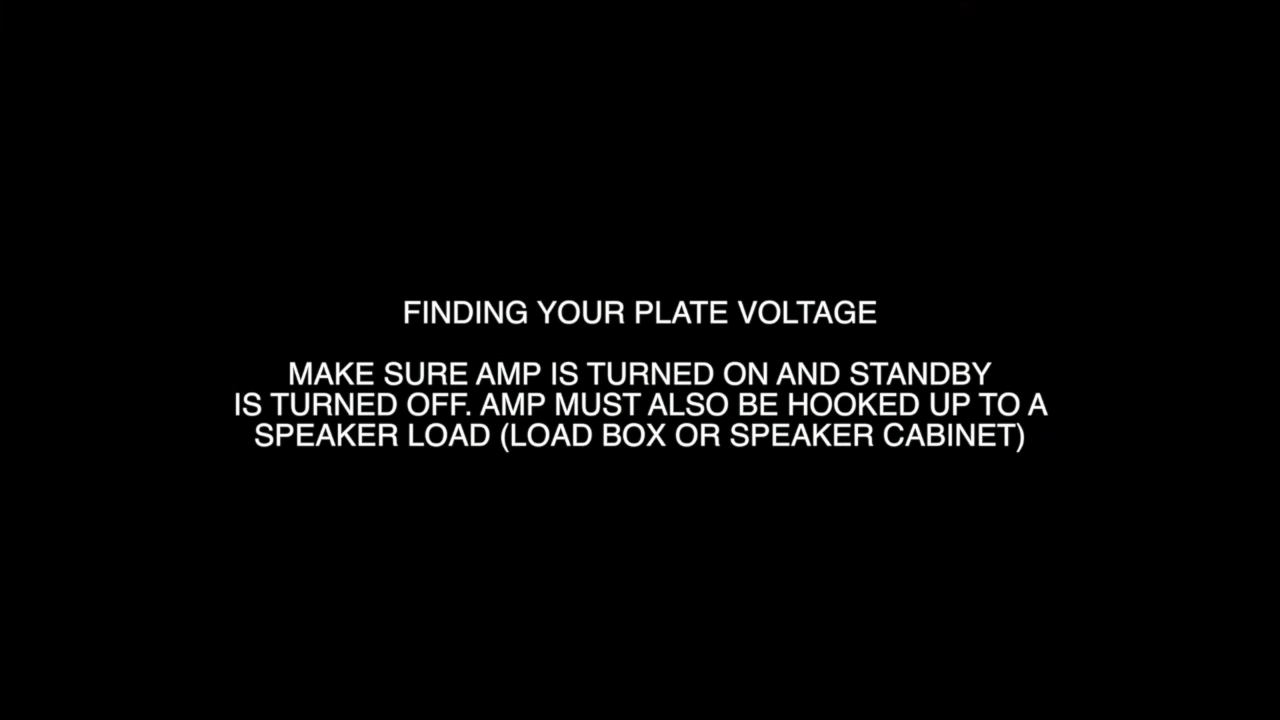 FINDING YOUR PLATE VOLTAGE
MAKE SURE AMP IS TURNED ON AND STANDBY
IS TURNED OFF. AMP MUST ALSO BE HOOKED UP TO A
SPEAKER LOAD (LOAD BOX OR SPEAKER CABINET)